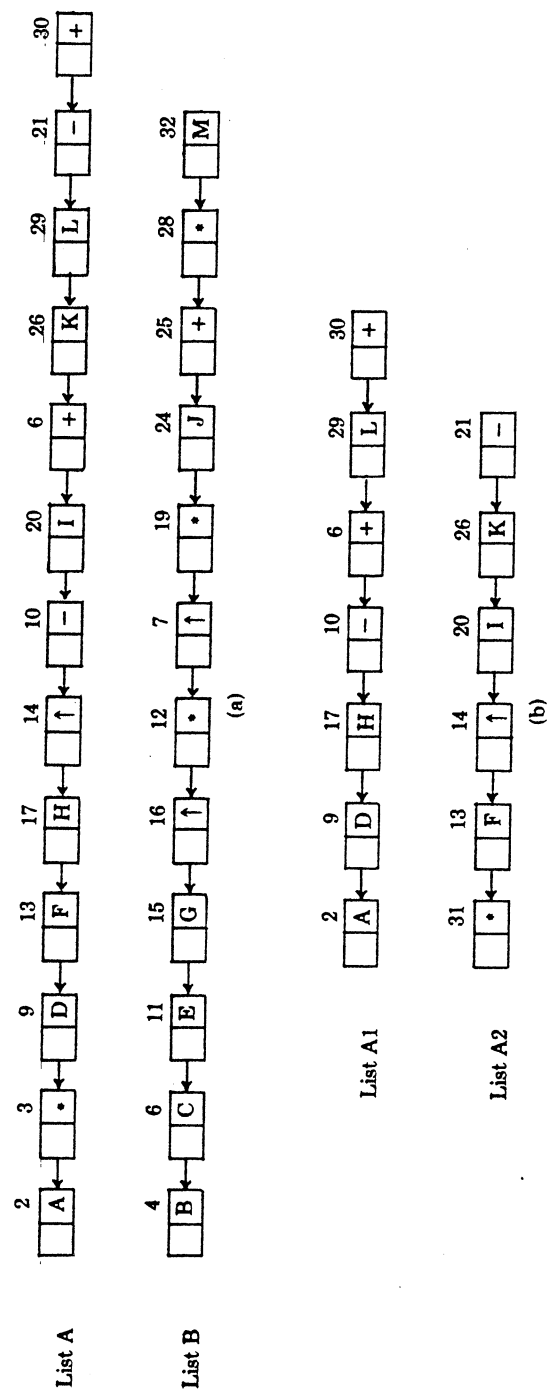 2 3 9 13 17 14 10 20 6 26 29 21 30
List A A * D F H ↑ − I + K L − +
4 6 11 15 16 12 7 19 24 25 28 32
List B B C E G ↑ * ↑ * J + * M
(a)
2 9 17 10 6 29 30
List A1 A D H − + L +
31 13 14 20 26 21
List A2 * F ↑ I K −
(b)